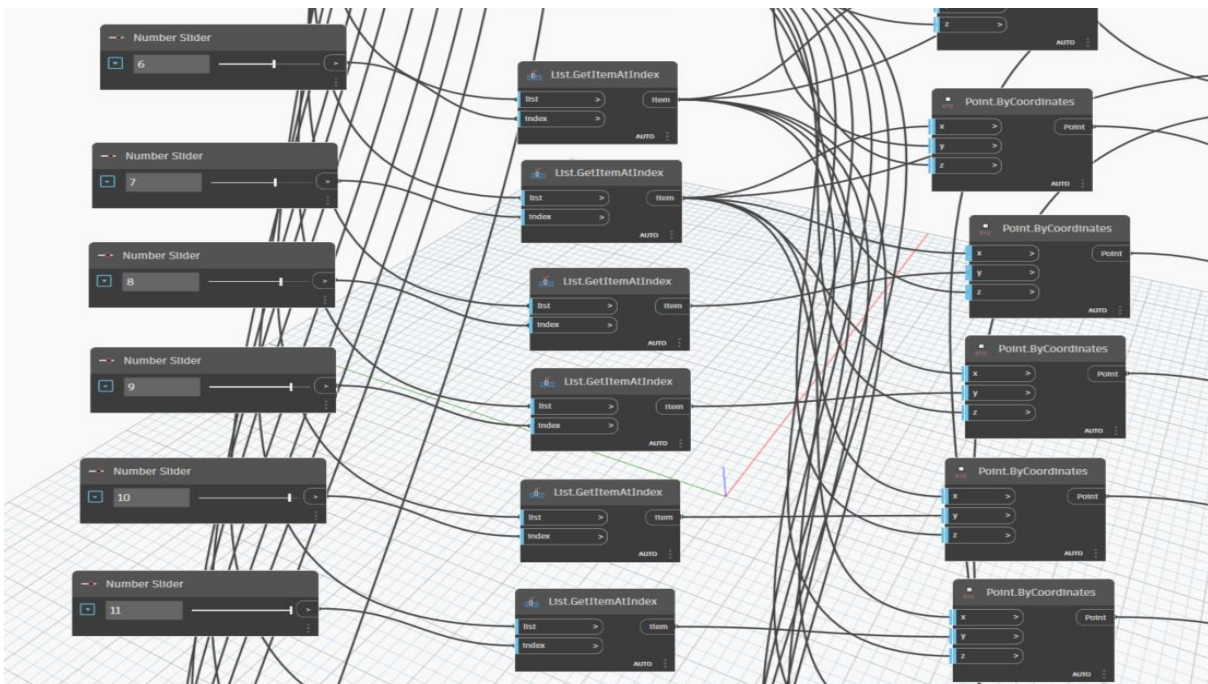 z >
AUTO
Number Slider
6 >
List.GetItemAtIndex
list > item
index >
AUTO
Point.ByCoordinates
x > Point
y >
z >
AUTO
Number Slider
7 >
List.GetItemAtIndex
list > item
index >
AUTO
Point.ByCoordinates
x > Point
y >
z >
AUTO
Number Slider
8 >
List.GetItemAtIndex
list > item
index >
AUTO
Point.ByCoordinates
x > Point
y >
z >
AUTO
Number Slider
9 >
List.GetItemAtIndex
list > item
index >
AUTO
Point.ByCoordinates
x > Point
y >
z >
AUTO
Number Slider
10 >
List.GetItemAtIndex
list > item
index >
AUTO
Point.ByCoordinates
x > Point
y >
z >
AUTO
Number Slider
11 >
List.GetItemAtIndex
list > item
index >
AUTO